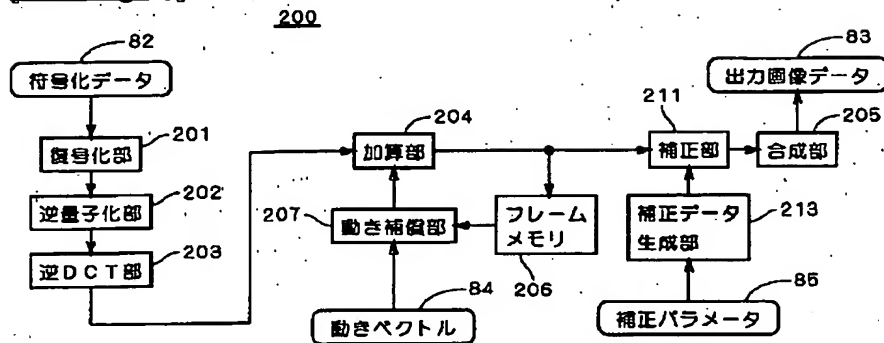 200
82
符号化データ
201
復号化部
202
逆量子化部
203
逆DCT部
204
加算部
207
動き補償部
フレーム
メモリ
206
84
動きベクトル
83
出力画像データ
211
補正部
205
合成部
補正データ
生成部
213
85
補正パラメータ